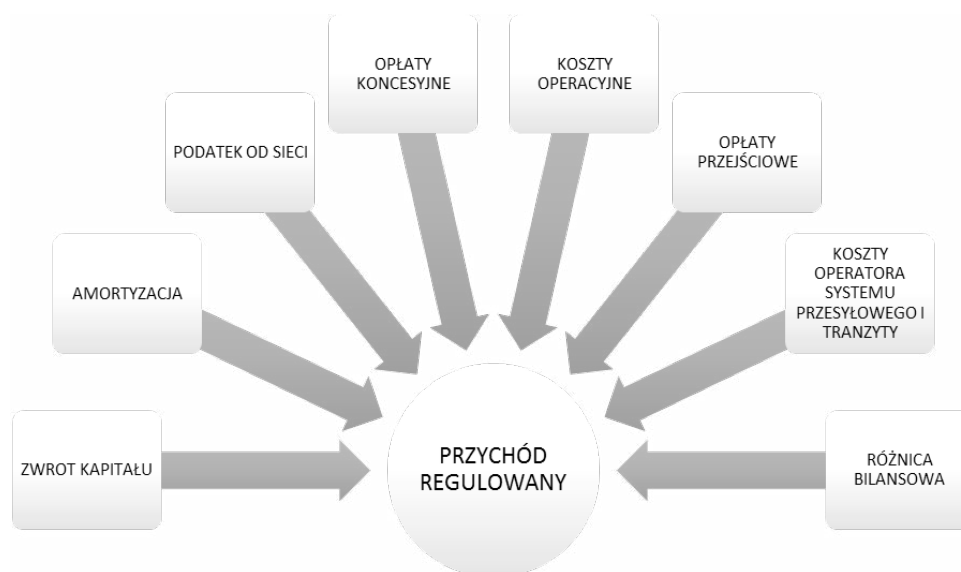 OPŁATY
KONCESYJNE
KOSZTY
OPERACYJNE
PODATEK OD SIECI
OPŁATY
PRZEJŚCIOWE
AMORTYZACJA
KOSZTY
OPERATORA
SYSTEMU
PRZESYŁOWEGO I
TRANZYTY
ZWROT KAPITAŁU
PRZYCHÓD
REGULOWANY
RÓŻNICA
BILANSOWA